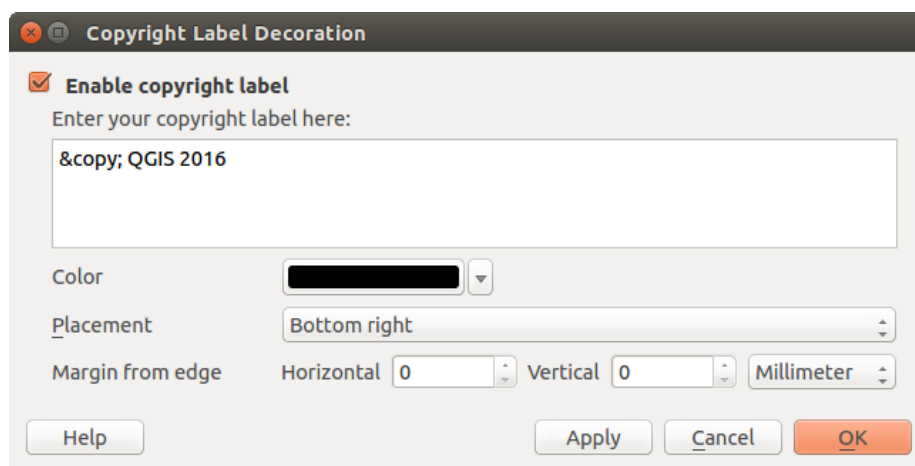 Copyright Label Decoration
Enable copyright label
Enter your copyright label here:
&copy; QGIS 2016
Color
Placement Bottom right
Margin from edge Horizontal 0 Vertical 0 Millimeter
Help Apply Cancel OK